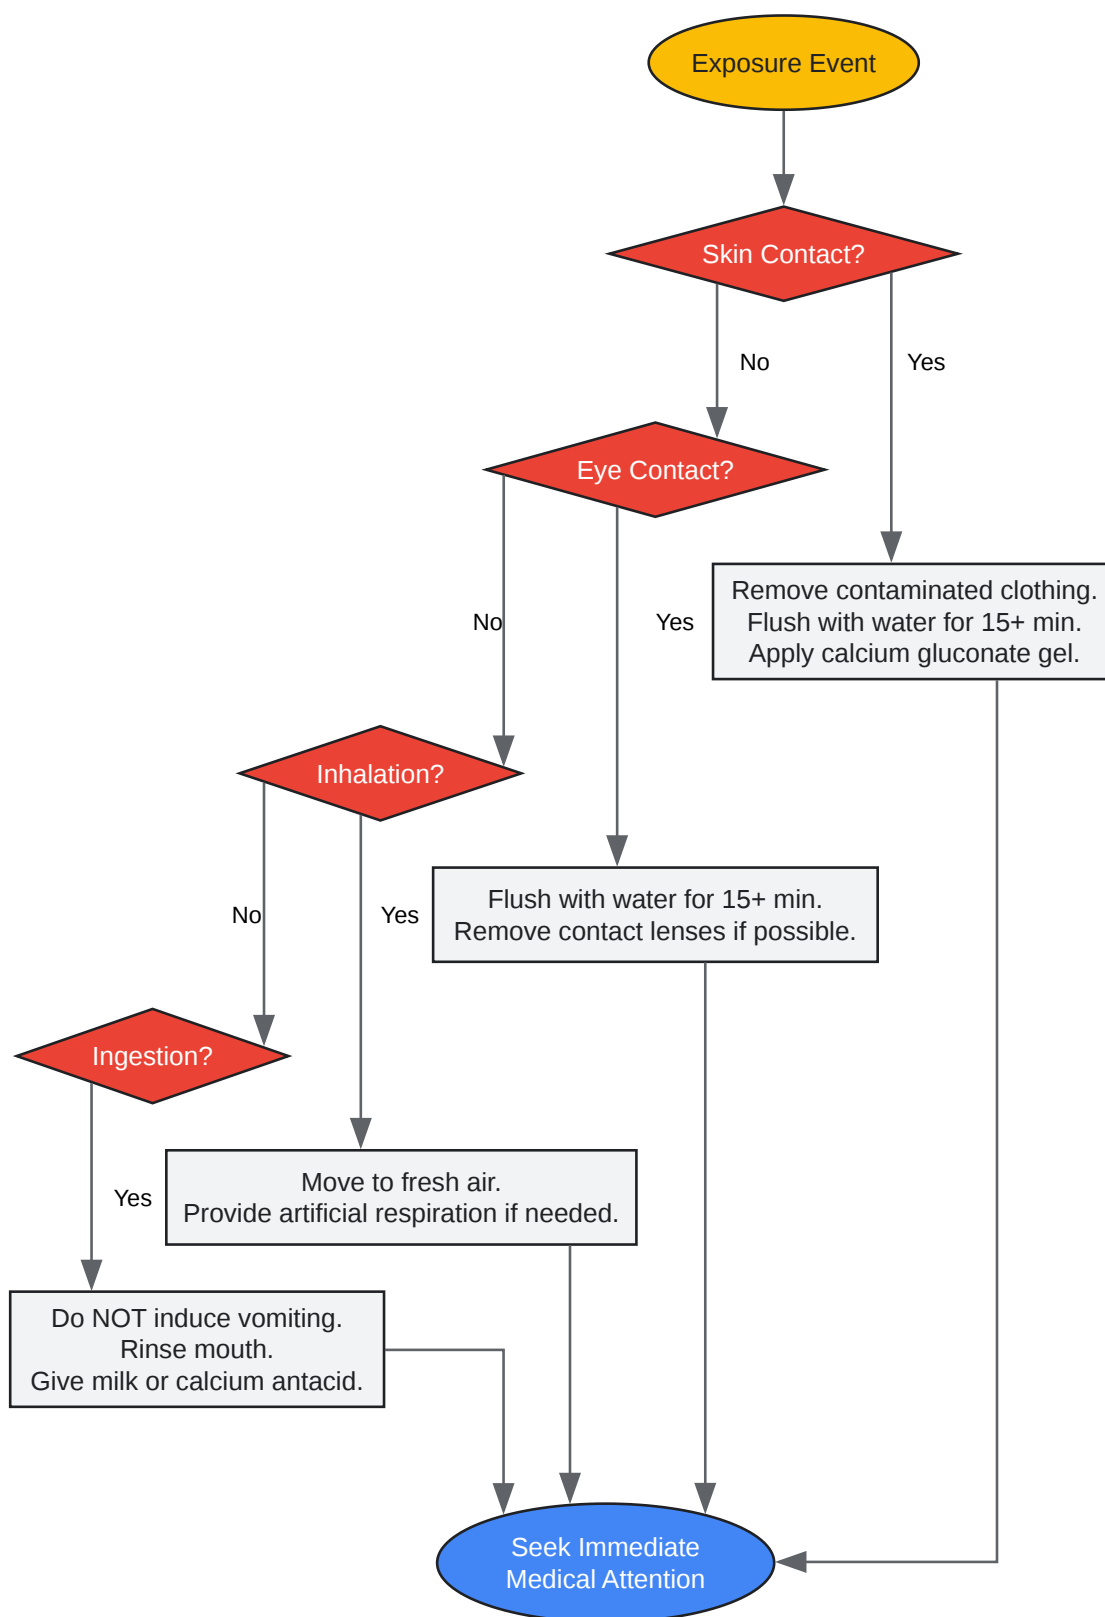 Exposure Event
Skin Contact?
No
Yes
Eye Contact?
Remove contaminated clothing.
Flush with water for 15+ min.
Apply calcium gluconate gel.
No
Yes
Inhalation?
Flush with water for 15+ min.
Remove contact lenses if possible.
No
Yes
Ingestion?
Move to fresh air.
Provide artificial respiration if needed.
Yes
Do NOT induce vomiting.
Rinse mouth.
Give milk or calcium antacid.
Seek Immediate
Medical Attention